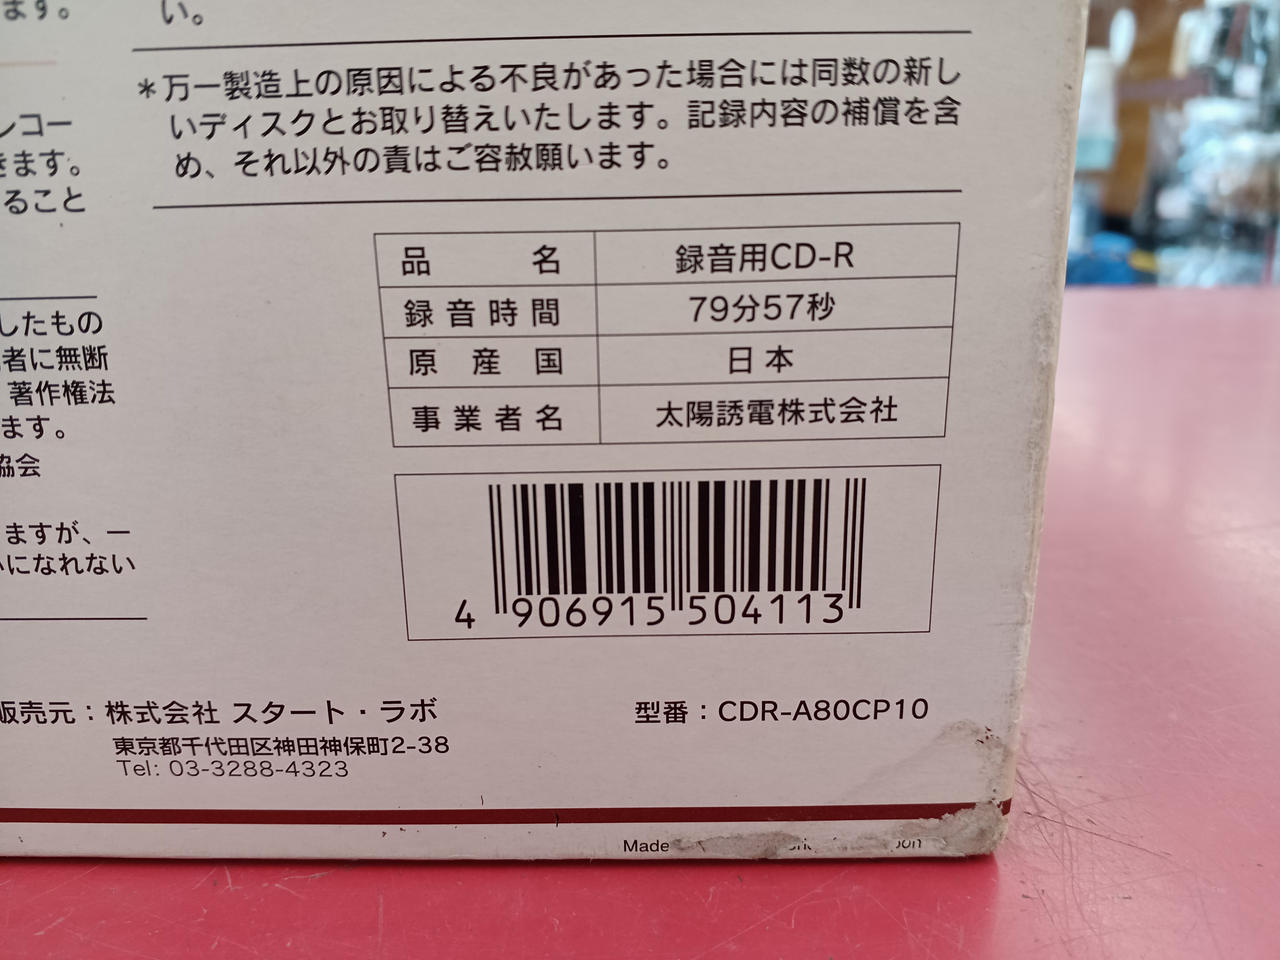 ます。
い。
*万一製造上の原因による不良があった場合には同数の新し
いディスクとお取り替えいたします。記録内容の補償を含
め、それ以外の責はご容赦願います。
レコー
きます。
ること
したもの
者に無断
著作権法
ます。
協会
ますが、一
いになれない
品名 録音用CD-R
録音時間 79分57秒
原産国 日本
事業者名 太陽誘電株式会社
4 906915 504113
販売元：株式会社 スタート・ラボ
東京都千代田区神田神保町2-38
Tel: 03-3288-4323
型番：CDR-A80CP10
Made